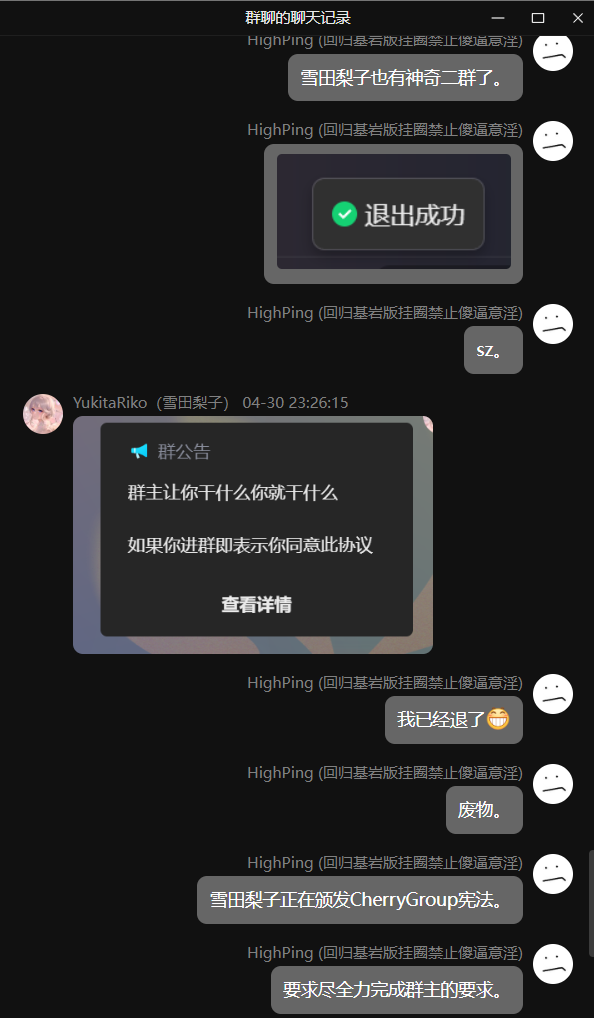 群聊的聊天记录
HighPing (回归基岩版挂圈禁止傻逼意淫)
雪田梨子也有神奇二群了。
HighPing (回归基岩版挂圈禁止傻逼意淫)
退出成功
HighPing (回归基岩版挂圈禁止傻逼意淫)
sz。
YukitaRiko（雪田梨子） 04-30 23:26:15
群公告
群主让你干什么你就干什么
如果你进群即表示你同意此协议
查看详情
HighPing (回归基岩版挂圈禁止傻逼意淫)
我已经退了😁
HighPing (回归基岩版挂圈禁止傻逼意淫)
废物。
HighPing (回归基岩版挂圈禁止傻逼意淫)
雪田梨子正在颁发CherryGroup宪法。
HighPing (回归基岩版挂圈禁止傻逼意淫)
要求尽全力完成群主的要求。